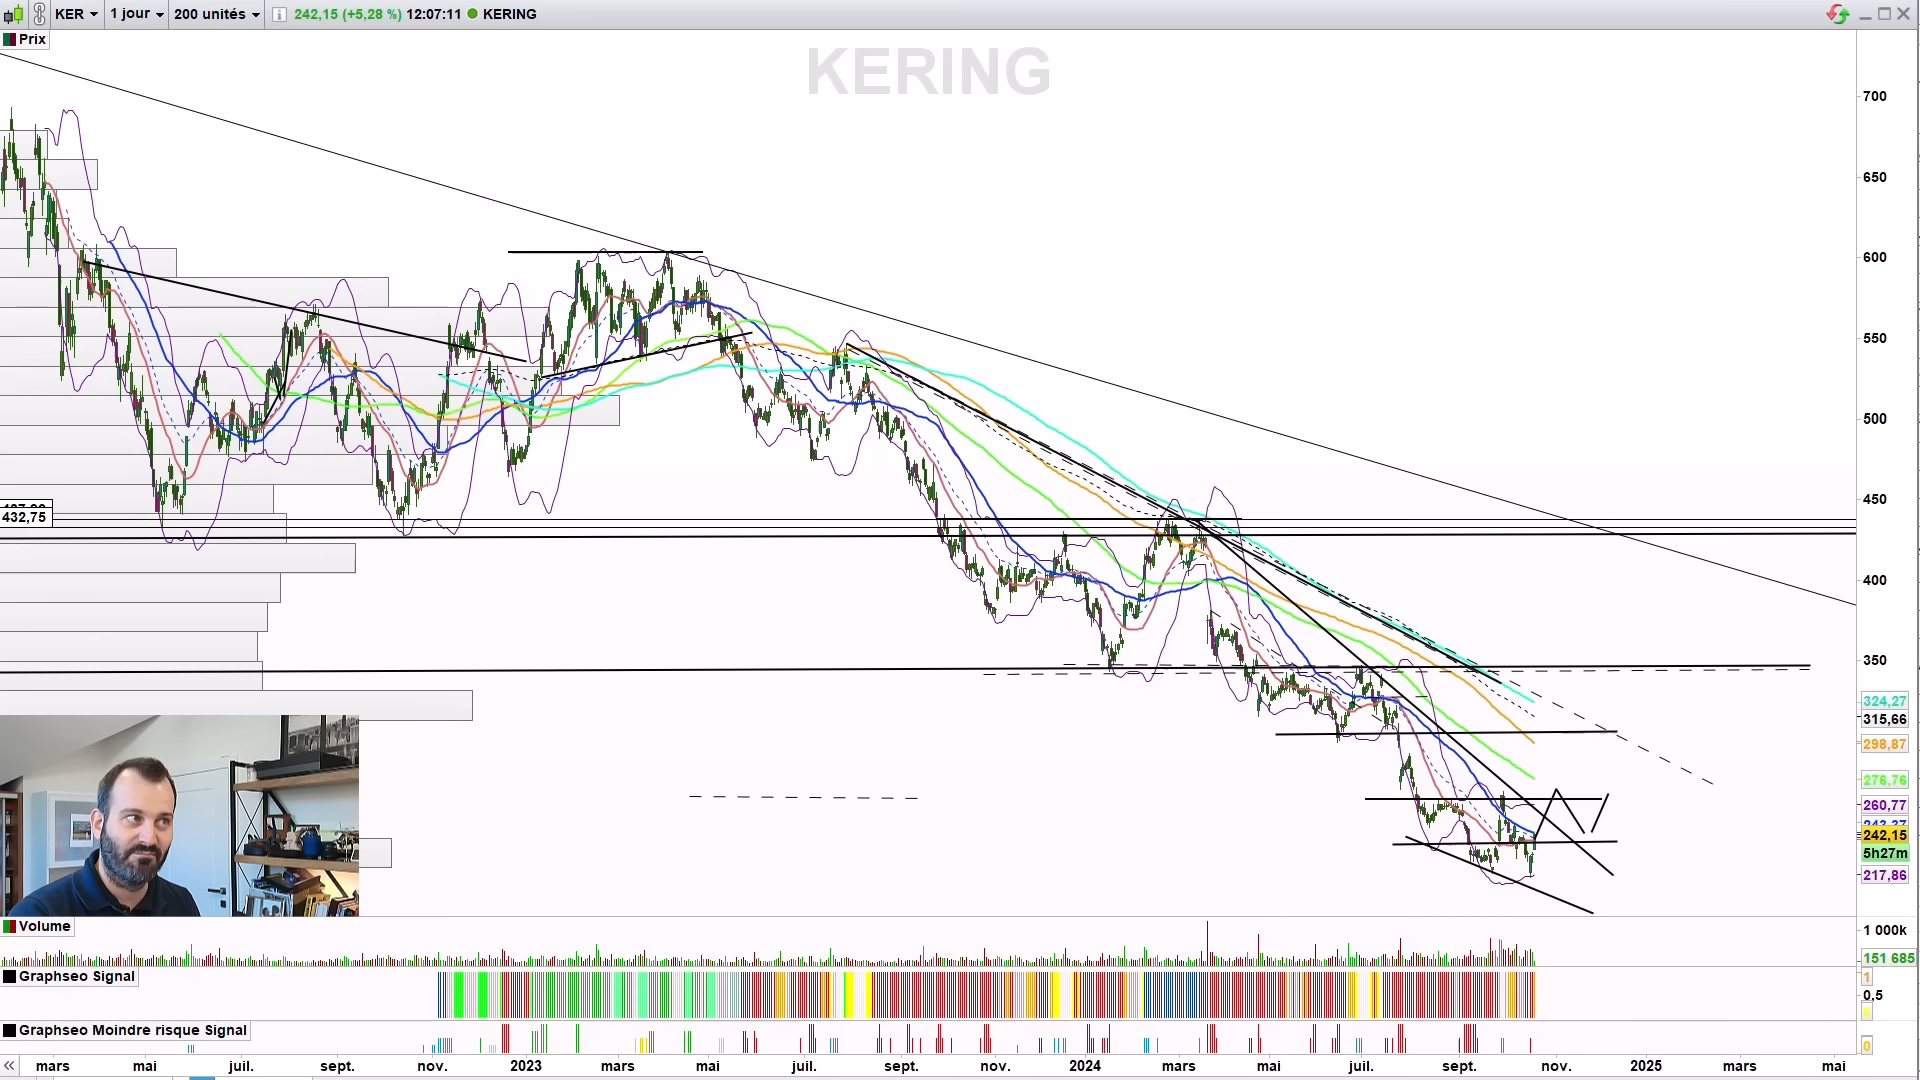 KER 1 jour 200 unités 242,15 (+5,28 %) 12:07:11 KERING
Prix
KERING
700
650
600
550
500
450
432,75
400
350
324,27
315,66
298,87
276,76
260,77
242,15
5h27m
217,86
Volume
1 000k
151 685
Graphseo Signal
1
0,5
0
Graphseo Moindre risque Signal
0
mars mai juil. sept. nov. 2023 mars mai juil. sept. nov. 2024 mars mai juil. sept. nov. 2025 mars mai